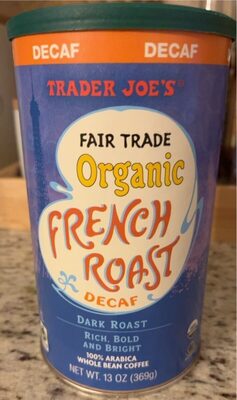 DECAF DECAF
TRADER JOE'S®
FAIR TRADE
Organic
FRENCH
ROAST
DECAF
DARK ROAST
RICH, BOLD
AND BRIGHT
100% ARABICA
WHOLE BEAN COFFEE
NET WT. 13 OZ (369g)